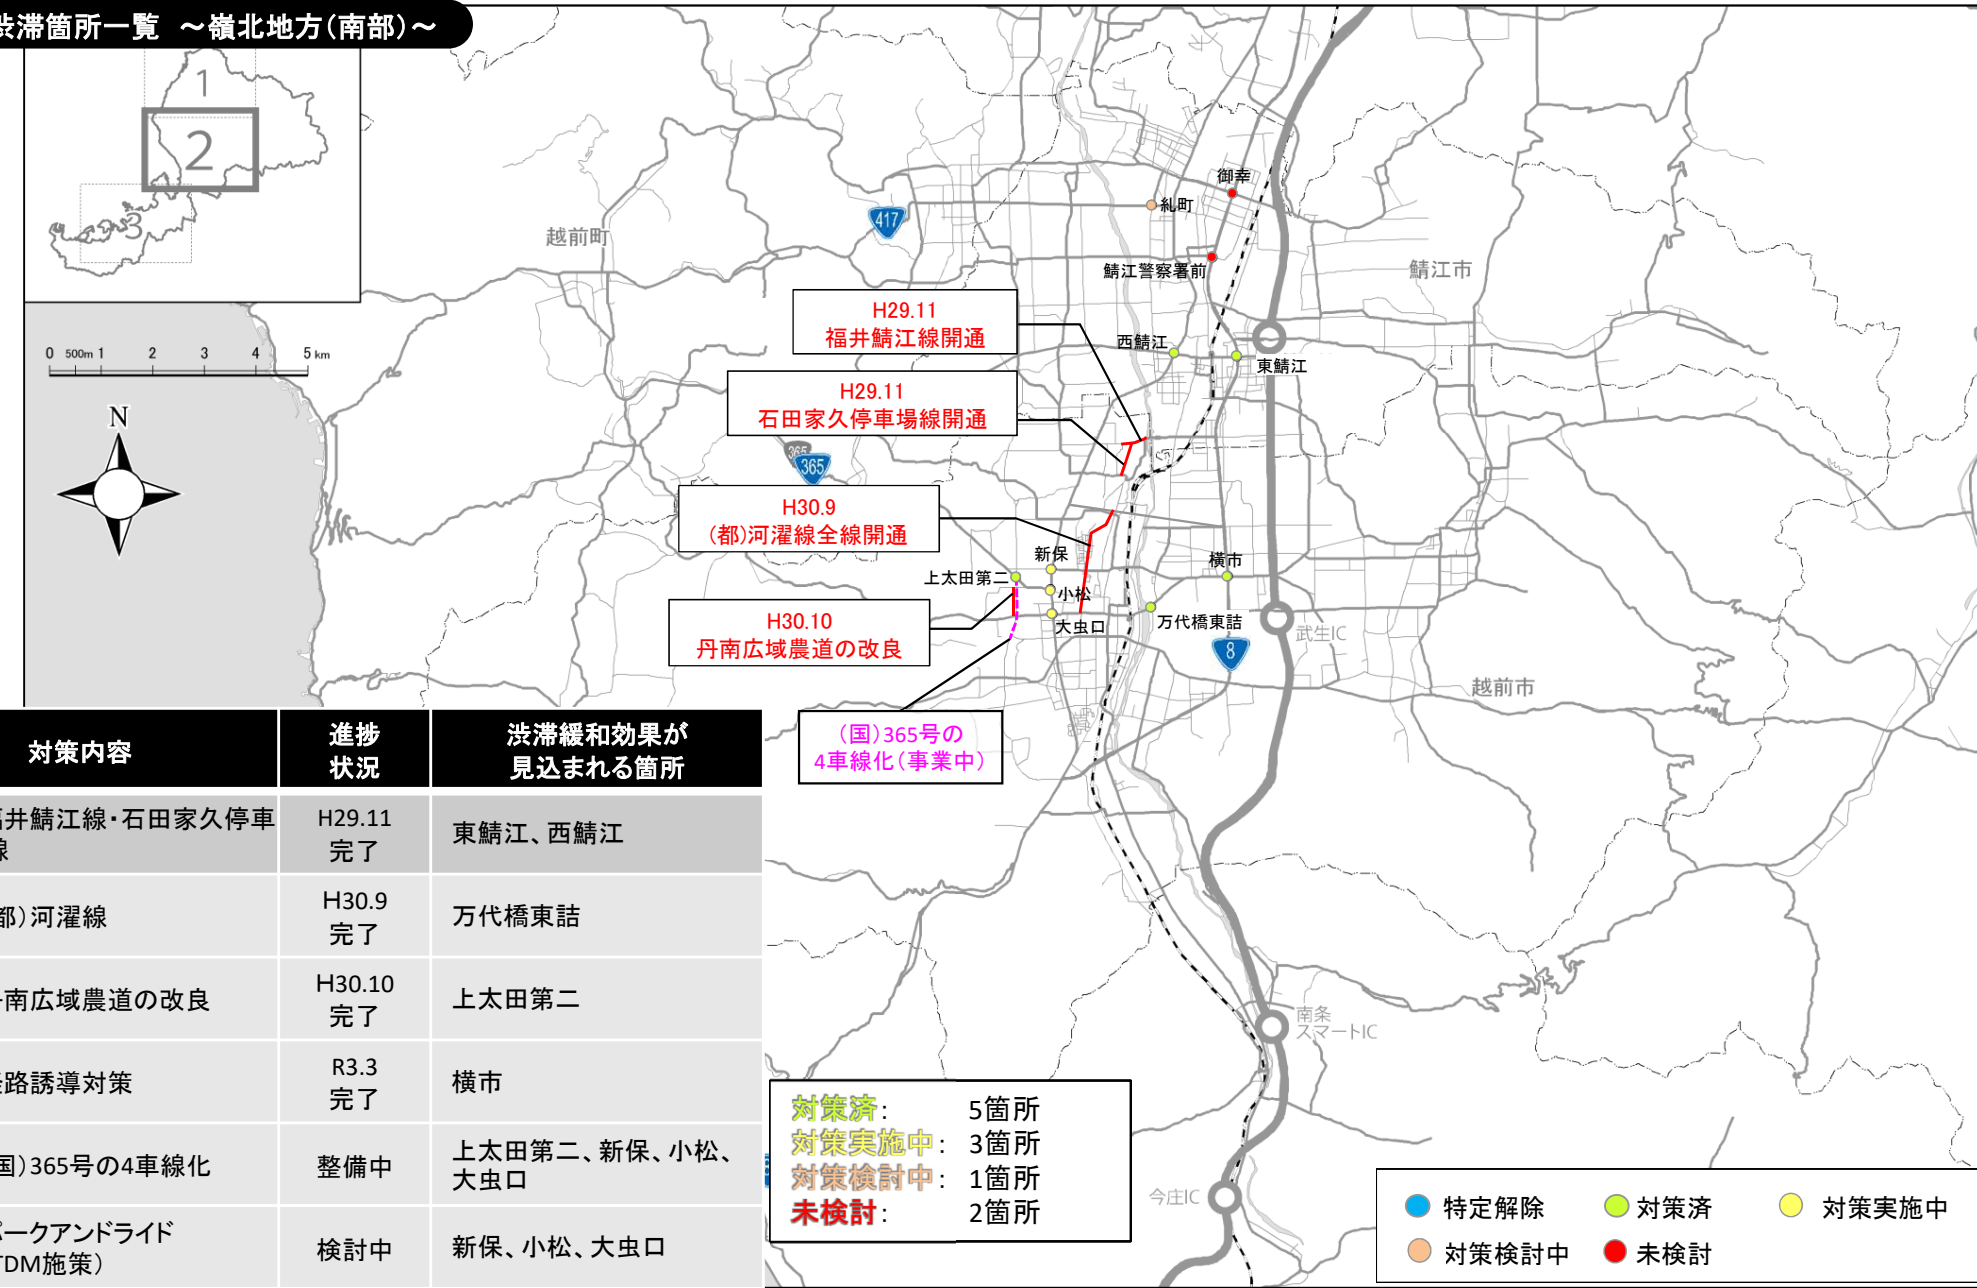 渋滞箇所一覧 ～嶺北地方(南部)～
1
2
3
0 500m 1 2 3 4 5 km
N
417
越前町
御幸
糺町
鯖江警察署前
鯖江市
H29.11
福井鯖江線開通
西鯖江
東鯖江
H29.11
石田家久停車場線開通
365
365
H30.9
(都)河濯線全線開通
新保
上太田第二
小松
大虫口
横市
万代橋東詰
武生IC
8
H30.10
丹南広域農道の改良
越前市
(国)365号の
4車線化(事業中)
南条
スマートIC
今庄IC
対策内容
進捗
状況
渋滞緩和効果が
見込まれる箇所
福井鯖江線・石田家久停車
線
H29.11
完了
東鯖江、西鯖江
都)河濯線
H30.9
完了
万代橋東詰
丹南広域農道の改良
H30.10
完了
上太田第二
路誘導対策
R3.3
完了
横市
国)365号の4車線化
整備中
上太田第二、新保、小松、
大虫口
パークアンドライド
TDM施策)
検討中
新保、小松、大虫口
対策済: 5箇所
対策実施中: 3箇所
対策検討中: 1箇所
未検討: 2箇所
特定解除 対策済 対策実施中
対策検討中 未検討